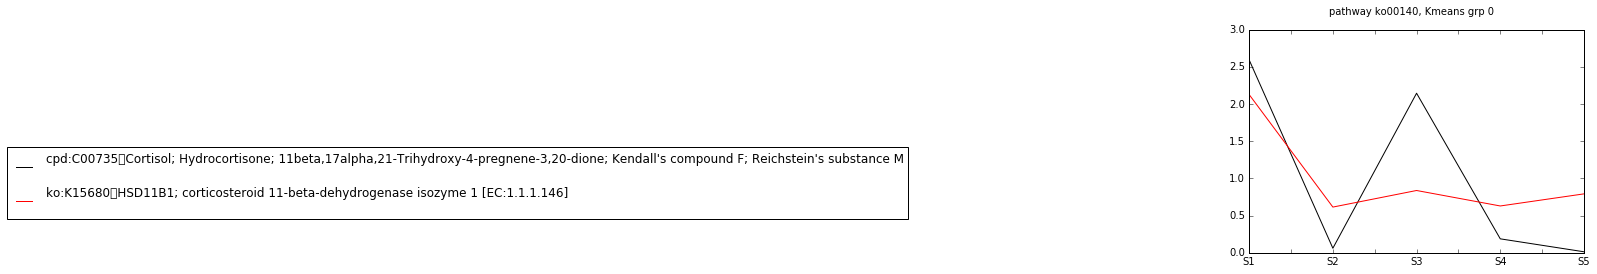 pathway ko00140, Kmeans grp 0
3.0
2.5
2.0
1.5
1.0
0.5
0.0
S1 S2 S3 S4 S5
cpd:C00735▯Cortisol; Hydrocortisone; 11beta,17alpha,21-Trihydroxy-4-pregnene-3,20-dione; Kendall's compound F; Reichstein's substance M
ko:K15680▯HSD11B1; corticosteroid 11-beta-dehydrogenase isozyme 1 [EC:1.1.1.146]